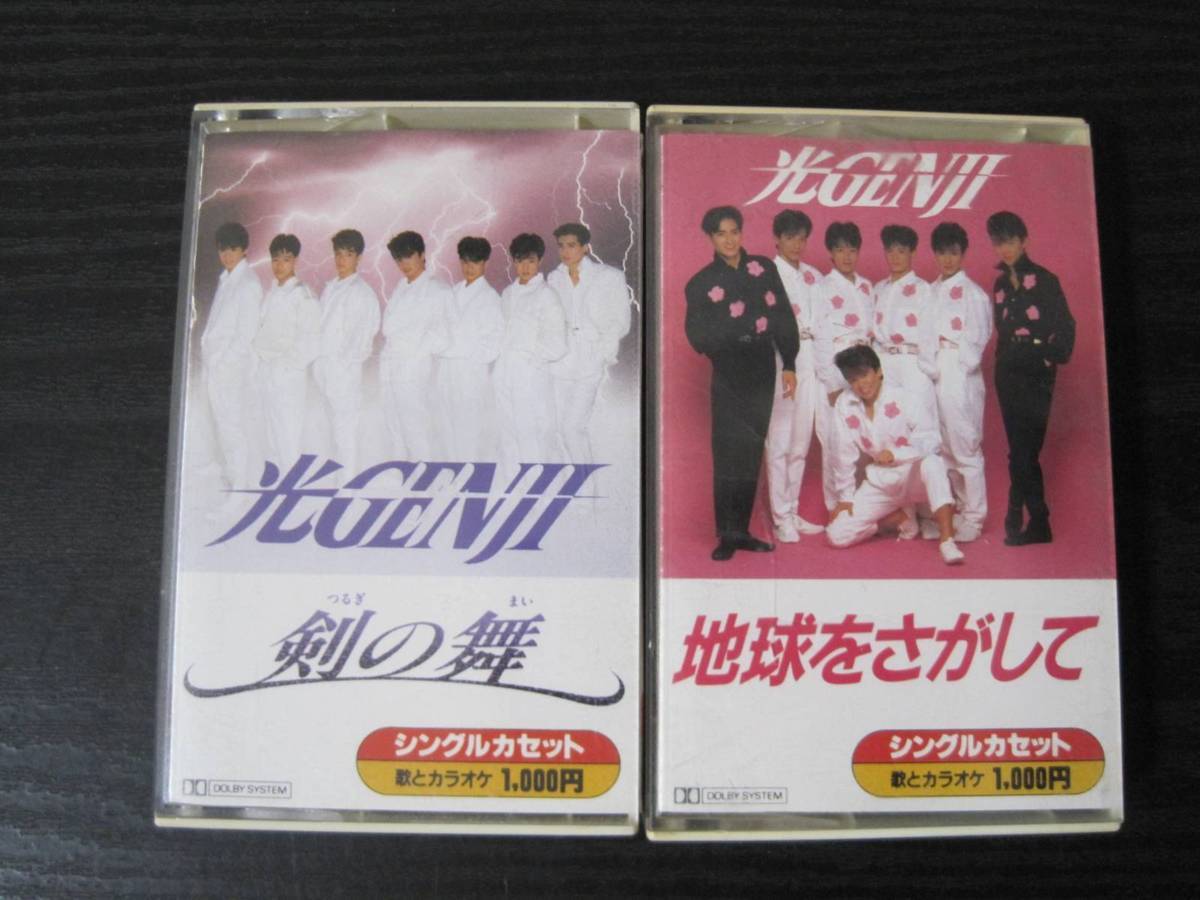 光GENJI
つるぎ まい
剣の舞
シングルカセット
歌とカラオケ 1,000円
DOLBY SYSTEM
光GENJI
地球をさがして
シングルカセット
歌とカラオケ 1,000円
DOLBY SYSTEM